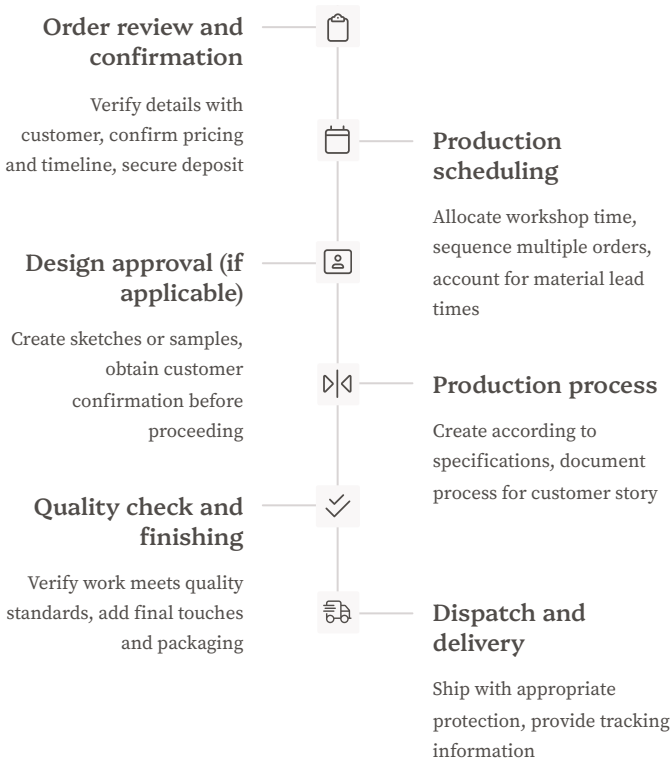 Order review and
confirmation
Verify details with
customer, confirm pricing
and timeline, secure deposit
Production
scheduling
Allocate workshop time,
sequence multiple orders,
account for material lead
times
Design approval (if
applicable)
Create sketches or samples,
obtain customer
confirmation before
proceeding
Production process
Create according to
specifications, document
process for customer story
Quality check and
finishing
Verify work meets quality
standards, add final touches
and packaging
Dispatch and
delivery
Ship with appropriate
protection, provide tracking
information